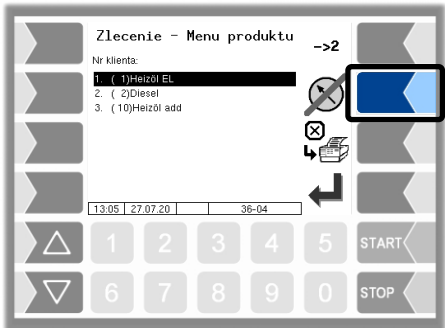 Zlecenie - Menu produktu
->2
Nr klienta:
1. ( 1)Heizöl EL
2. ( 2)Diesel
3. ( 10)Heizöl add
13:05 27.07.20 36-04
1 2 3 4 5 START
6 7 8 9 0 STOP